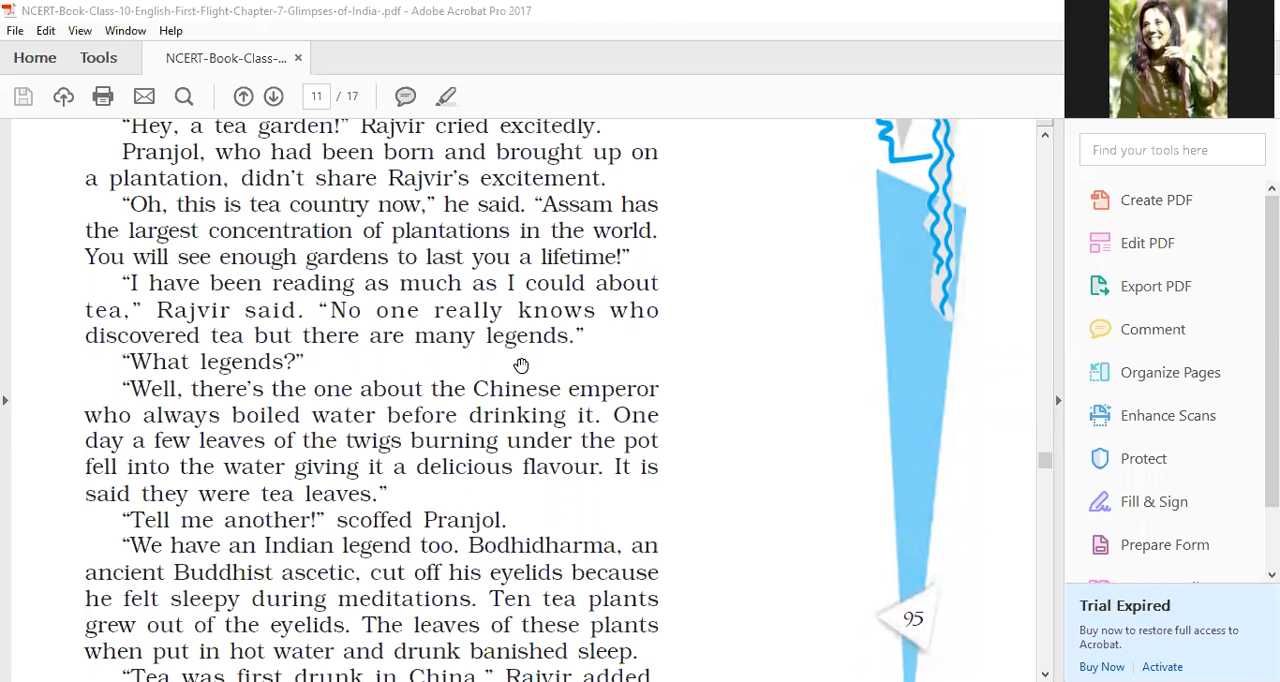 NCERT-Book-Class-10-English-First-Flight-Chapter-7-Glimpses-of-India-.pdf - Adobe Acrobat Pro 2017
File Edit View Window Help
Home Tools NCERT-Book-Class-... ×
11 / 17
Find your tools here
Create PDF
Edit PDF
Export PDF
Comment
Organize Pages
Enhance Scans
Protect
Fill & Sign
Prepare Form
Trial Expired
Buy now to restore full access to
Acrobat.
Buy Now Activate
“Hey, a tea garden!” Rajvir cried excitedly.
Pranjol, who had been born and brought up on
a plantation, didn’t share Rajvir’s excitement.
“Oh, this is tea country now,” he said. “Assam has
the largest concentration of plantations in the world.
You will see enough gardens to last you a lifetime!”
“I have been reading as much as I could about
tea,” Rajvir said. “No one really knows who
discovered tea but there are many legends.”
“What legends?”
“Well, there’s the one about the Chinese emperor
who always boiled water before drinking it. One
day a few leaves of the twigs burning under the pot
fell into the water giving it a delicious flavour. It is
said they were tea leaves.”
“Tell me another!” scoffed Pranjol.
“We have an Indian legend too. Bodhidharma, an
ancient Buddhist ascetic, cut off his eyelids because
he felt sleepy during meditations. Ten tea plants
grew out of the eyelids. The leaves of these plants
when put in hot water and drunk banished sleep.
“Tea was first drunk in China,” Rajvir added,
95